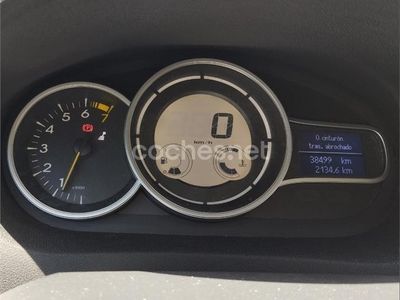 7
6
5
4
3
2
1
0
km/h
coches.net
0 cinturón
tras. abrochado
38499 km
2134.6 km